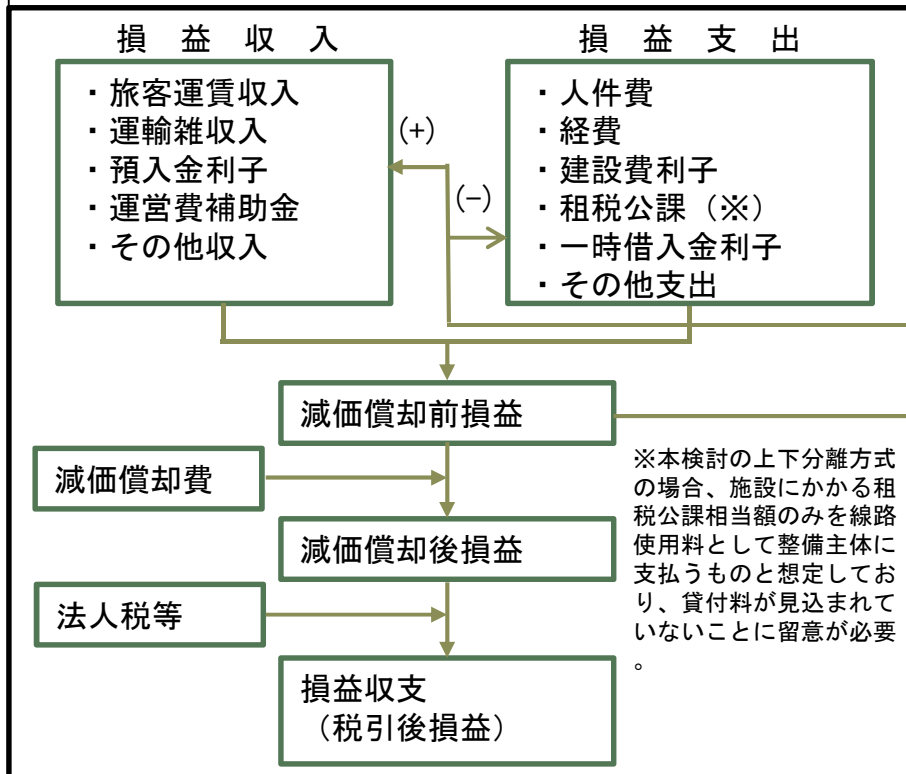 損益収入
・旅客運賃収入
・運輸雑収入
・預入金利子
・運営費補助金
・その他収入
(+)
(−)
損益支出
・人件費
・経費
・建設費利子
・租税公課（※）
・一時借入金利子
・その他支出
減価償却前損益
減価償却費
減価償却後損益
法人税等
損益収支
（税引後損益）
※本検討の上下分離方式
の場合、施設にかかる租
税公課相当額のみを線路
使用料として整備主体に
支払うものと想定してお
り、貸付料が見込まれて
いないことに留意が必要
。